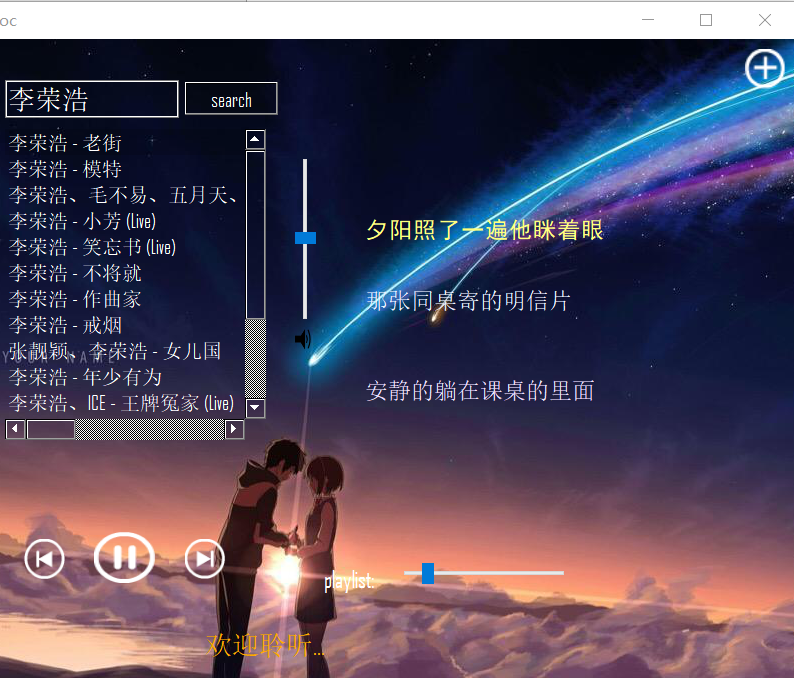 oc
李荣浩
search
李荣浩 - 老街
李荣浩 - 模特
李荣浩、毛不易、五月天、
李荣浩 - 小芳 (Live)
李荣浩 - 笑忘书 (Live)
李荣浩 - 不将就
李荣浩 - 作曲家
李荣浩 - 戒烟
张靓颖、李荣浩 - 女儿国
YOUR NAME
李荣浩 - 年少有为
李荣浩、ICE - 王牌冤家 (Live)
夕阳照了一遍他眯着眼
那张同桌寄的明信片
安静的躺在课桌的里面
playlist:
欢迎聆听...